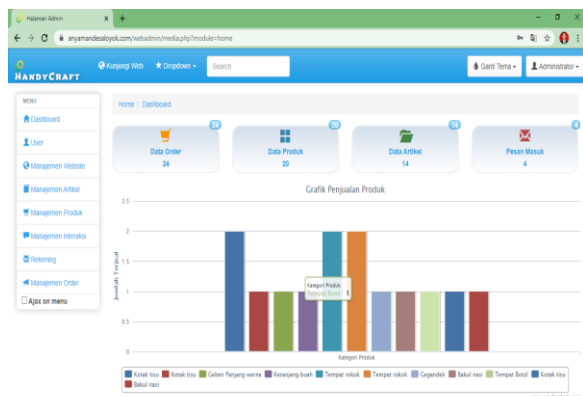 Halaman Admin
anyamandesaloyok.com/webadmin/media.php?module=home
HANDYCRAFT
Kunjungi Web Dropdown Search Ganti Tema Administrator
MENU
Dashboard
User
Manajemen Website
Manajemen Artikel
Manajemen Produk
Manajemen Interaksi
Rekening
Manajemen Order
Ajax on menu
Home / Dashboard
24
Data Order
24
20
Data Produk
20
14
Data Artikel
14
4
Pesan Masuk
4
Grafik Penjualan Produk
Jumlah Terjual
2.5
2
1.5
1
0.5
0
Kategori Produk
Tempat Botol : 1
Kategori Produk
Kotak tisu Kotak tisu Geben Panjang warna Keranjang buah Tempat rokok Tempat rokok Gegandek Bakul nasi Tempat Botol Kotak tisu
Bakul nasi